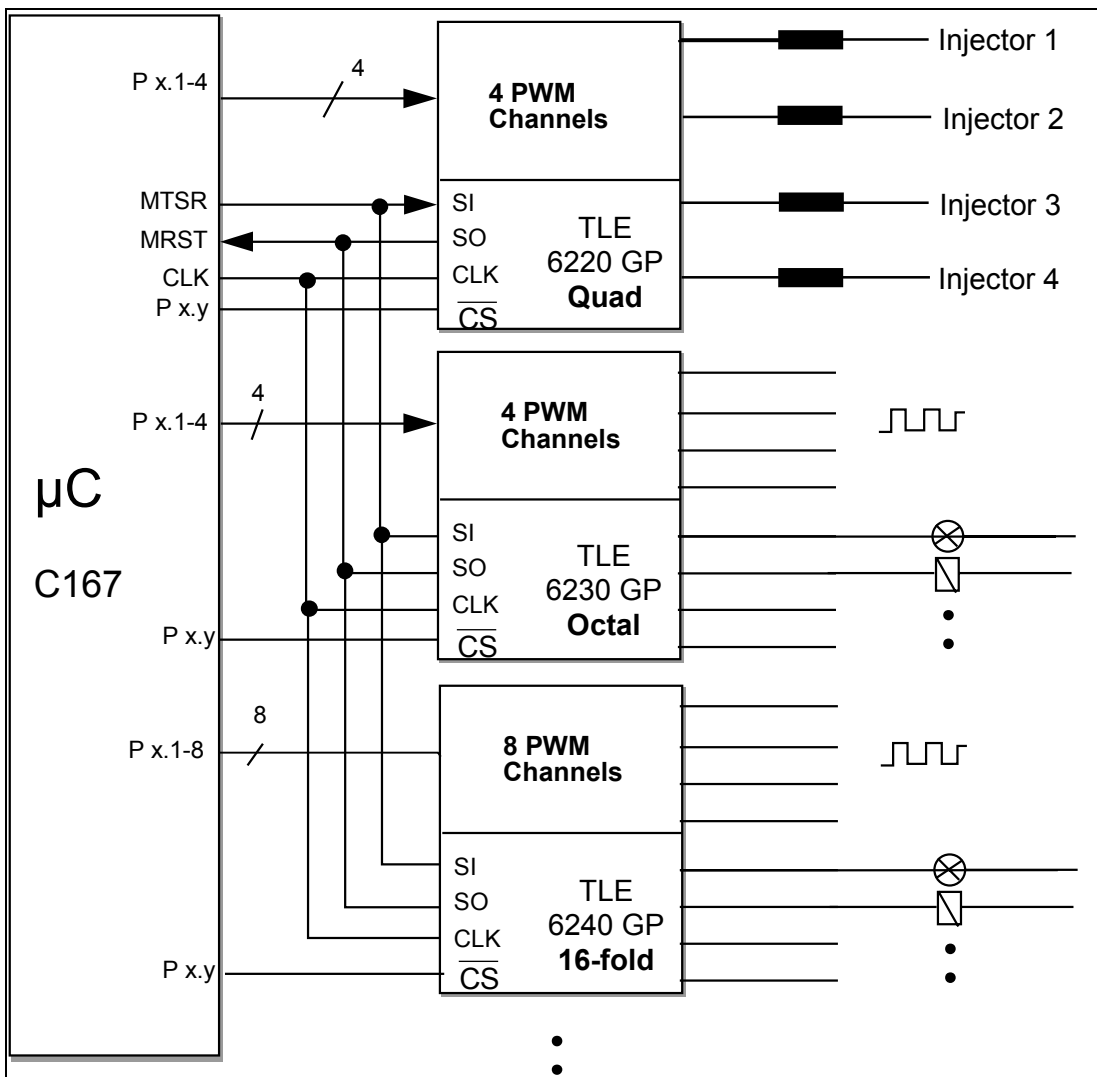 µC
C167
P x.1-4
4
MTSR
MRST
CLK
P x.y
4 PWM
Channels
SI
SO
CLK
CS
TLE
6220 GP
Quad
Injector 1
Injector 2
Injector 3
Injector 4
P x.1-4
4
P x.y
4 PWM
Channels
SI
SO
CLK
CS
TLE
6230 GP
Octal
P x.1-8
8
P x.y
8 PWM
Channels
SI
SO
CLK
CS
TLE
6240 GP
16-fold